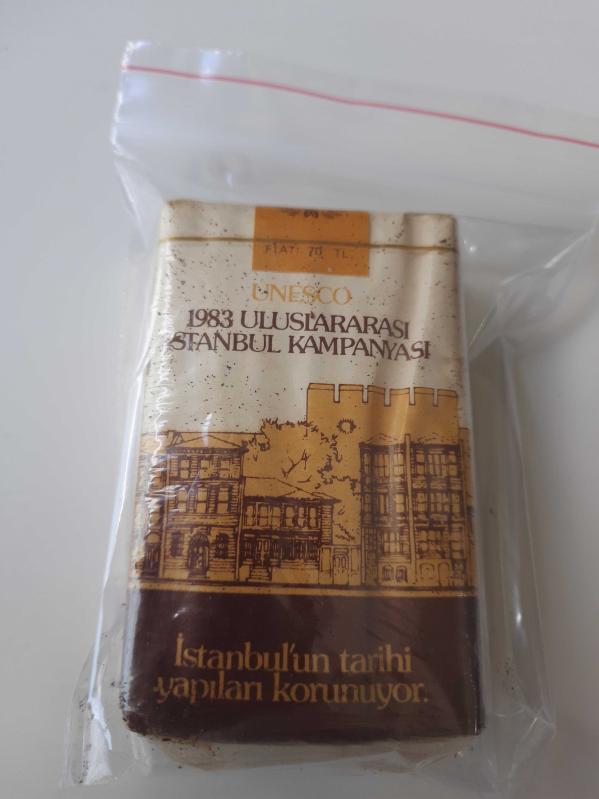 FİATI 70 TL.
UNESCO
1983 ULUSLARARASI
İSTANBUL KAMPANYASI
İstanbul'un tarihi
yapıları korunuyor.